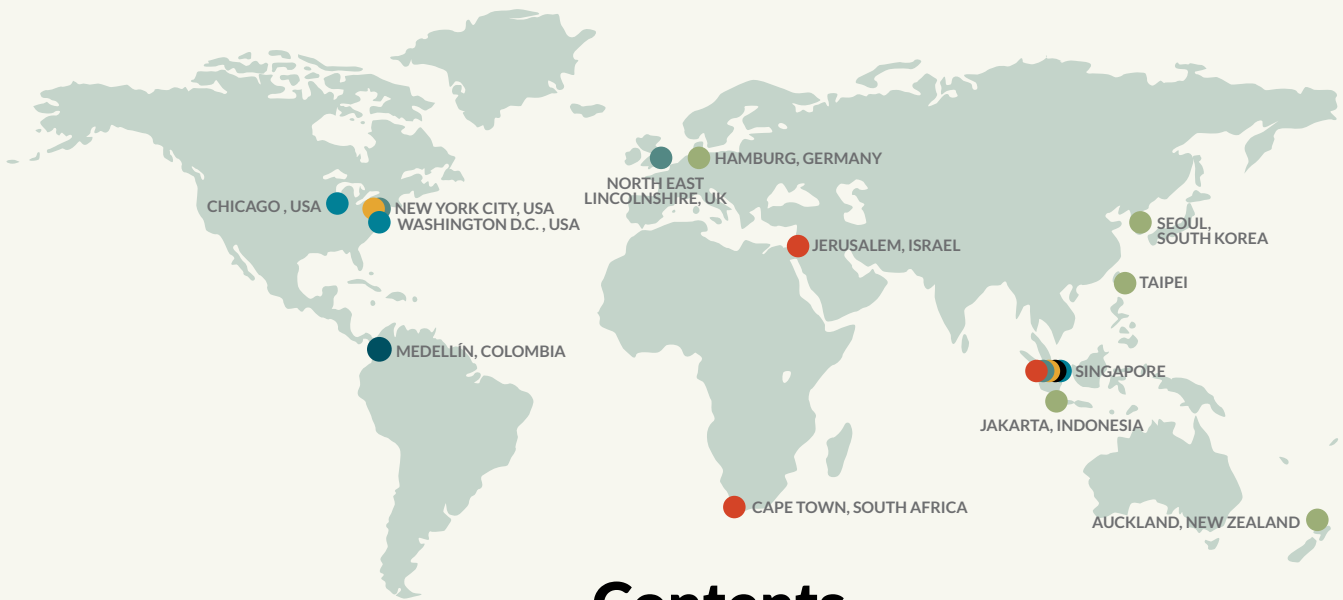 HAMBURG, GERMANY
NORTH EAST
LINCOLNSHIRE, UK
CHICAGO , USA
NEW YORK CITY, USA
WASHINGTON D.C. , USA
SEOUL,
SOUTH KOREA
JERUSALEM, ISRAEL
TAIPEI
MEDELLÍN, COLOMBIA
SINGAPORE
JAKARTA, INDONESIA
CAPE TOWN, SOUTH AFRICA
AUCKLAND, NEW ZEALAND
Contents